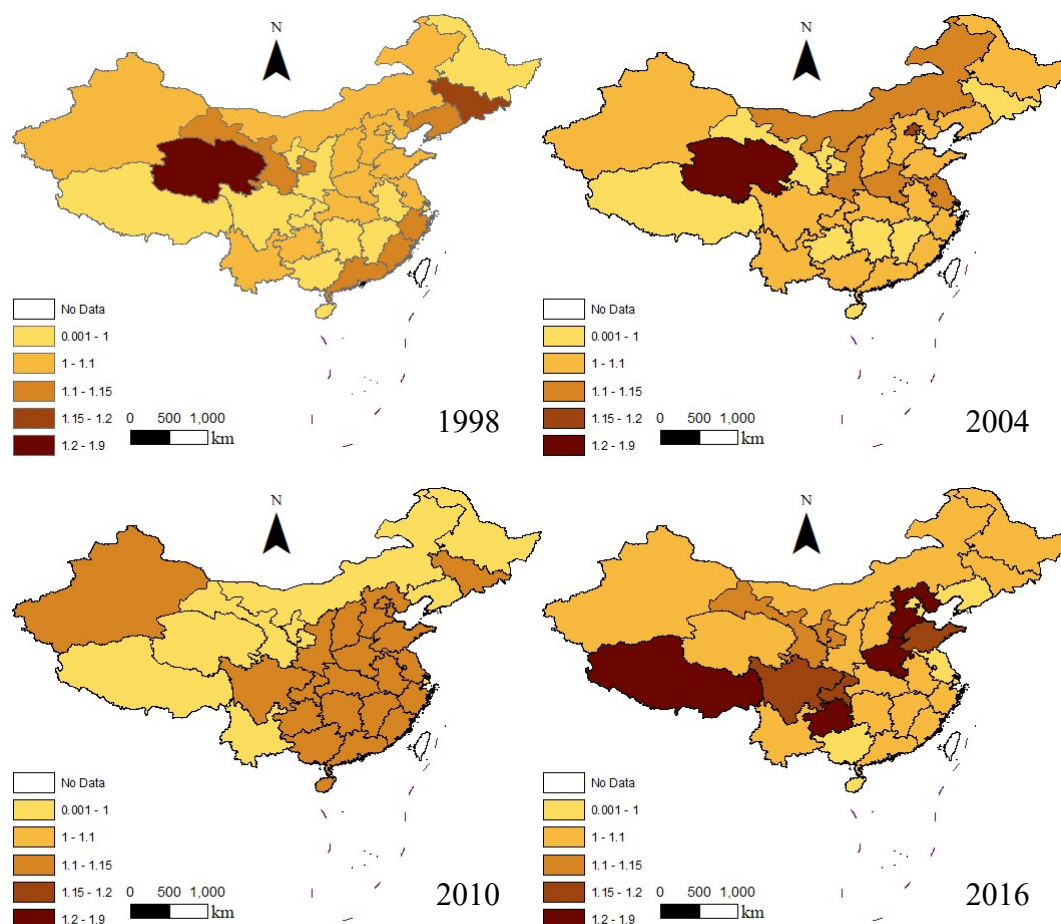 N
No Data
0.001 - 1
1 - 1.1
1.1 - 1.15
1.15 - 1.2
1.2 - 1.9
0 500 1,000
km
1998
N
No Data
0.001 - 1
1 - 1.1
1.1 - 1.15
1.15 - 1.2
1.2 - 1.9
0 500 1,000
km
2004
N
No Data
0.001 - 1
1 - 1.1
1.1 - 1.15
1.15 - 1.2
1.2 - 1.9
0 500 1,000
km
2010
N
No Data
0.001 - 1
1 - 1.1
1.1 - 1.15
1.15 - 1.2
1.2 - 1.9
0 500 1,000
km
2016